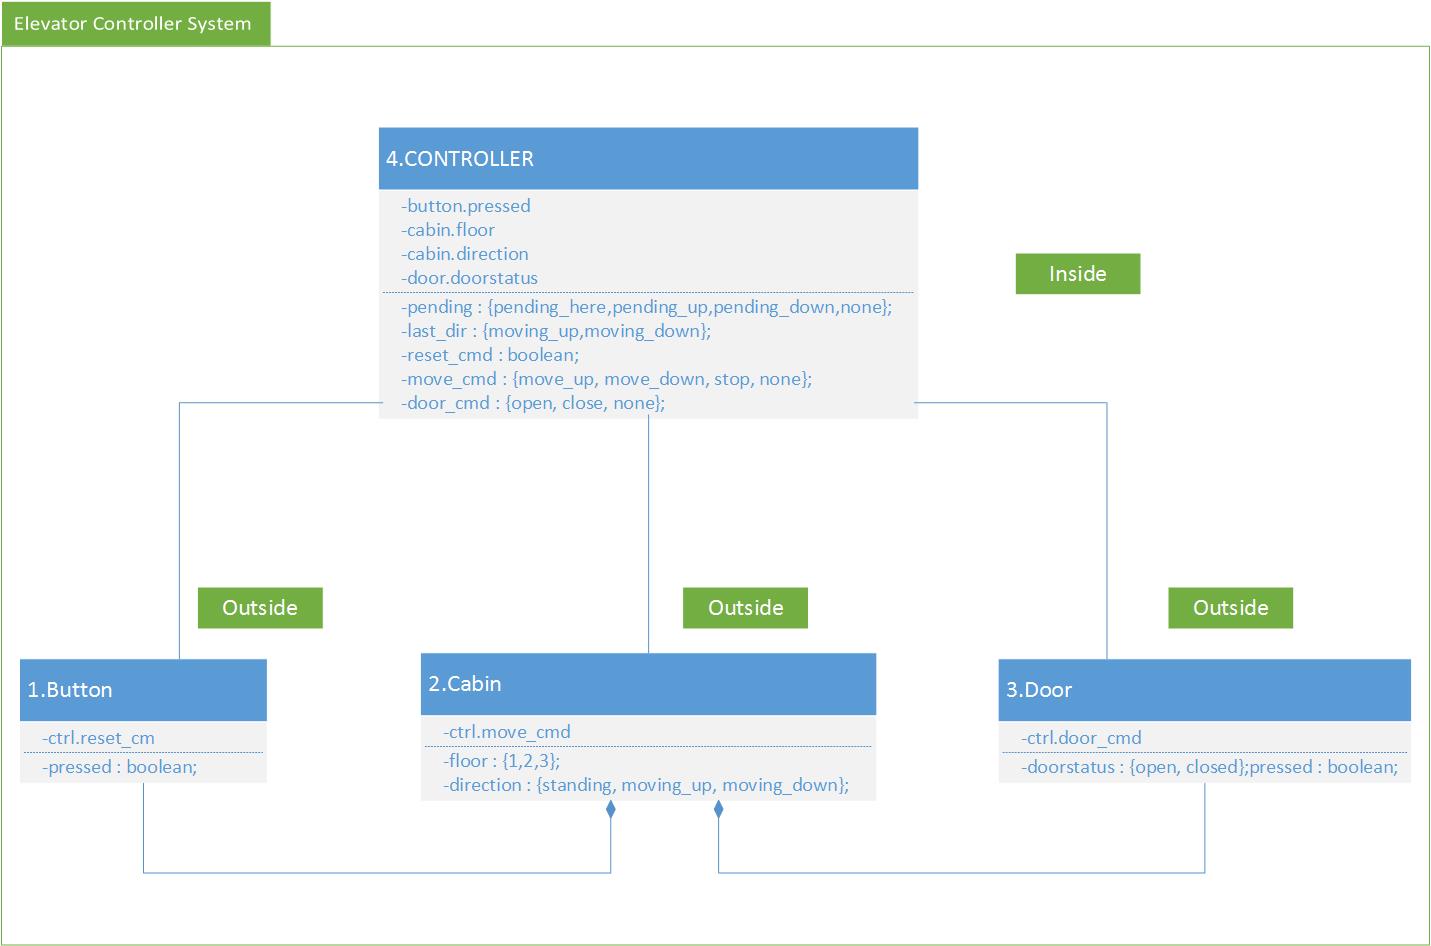 Elevator Controller System
4.CONTROLLER
-button.pressed
-cabin.floor
-cabin.direction
-door.doorstatus
-pending : {pending_here,pending_up,pending_down,none};
-last_dir : {moving_up,moving_down};
-reset_cmd : boolean;
-move_cmd : {move_up, move_down, stop, none};
-door_cmd : {open, close, none};
Inside
Outside
Outside
Outside
1.Button
-ctrl.reset_cm
-pressed : boolean;
2.Cabin
-ctrl.move_cmd
-floor : {1,2,3};
-direction : {standing, moving_up, moving_down};
3.Door
-ctrl.door_cmd
-doorstatus : {open, closed};pressed : boolean;